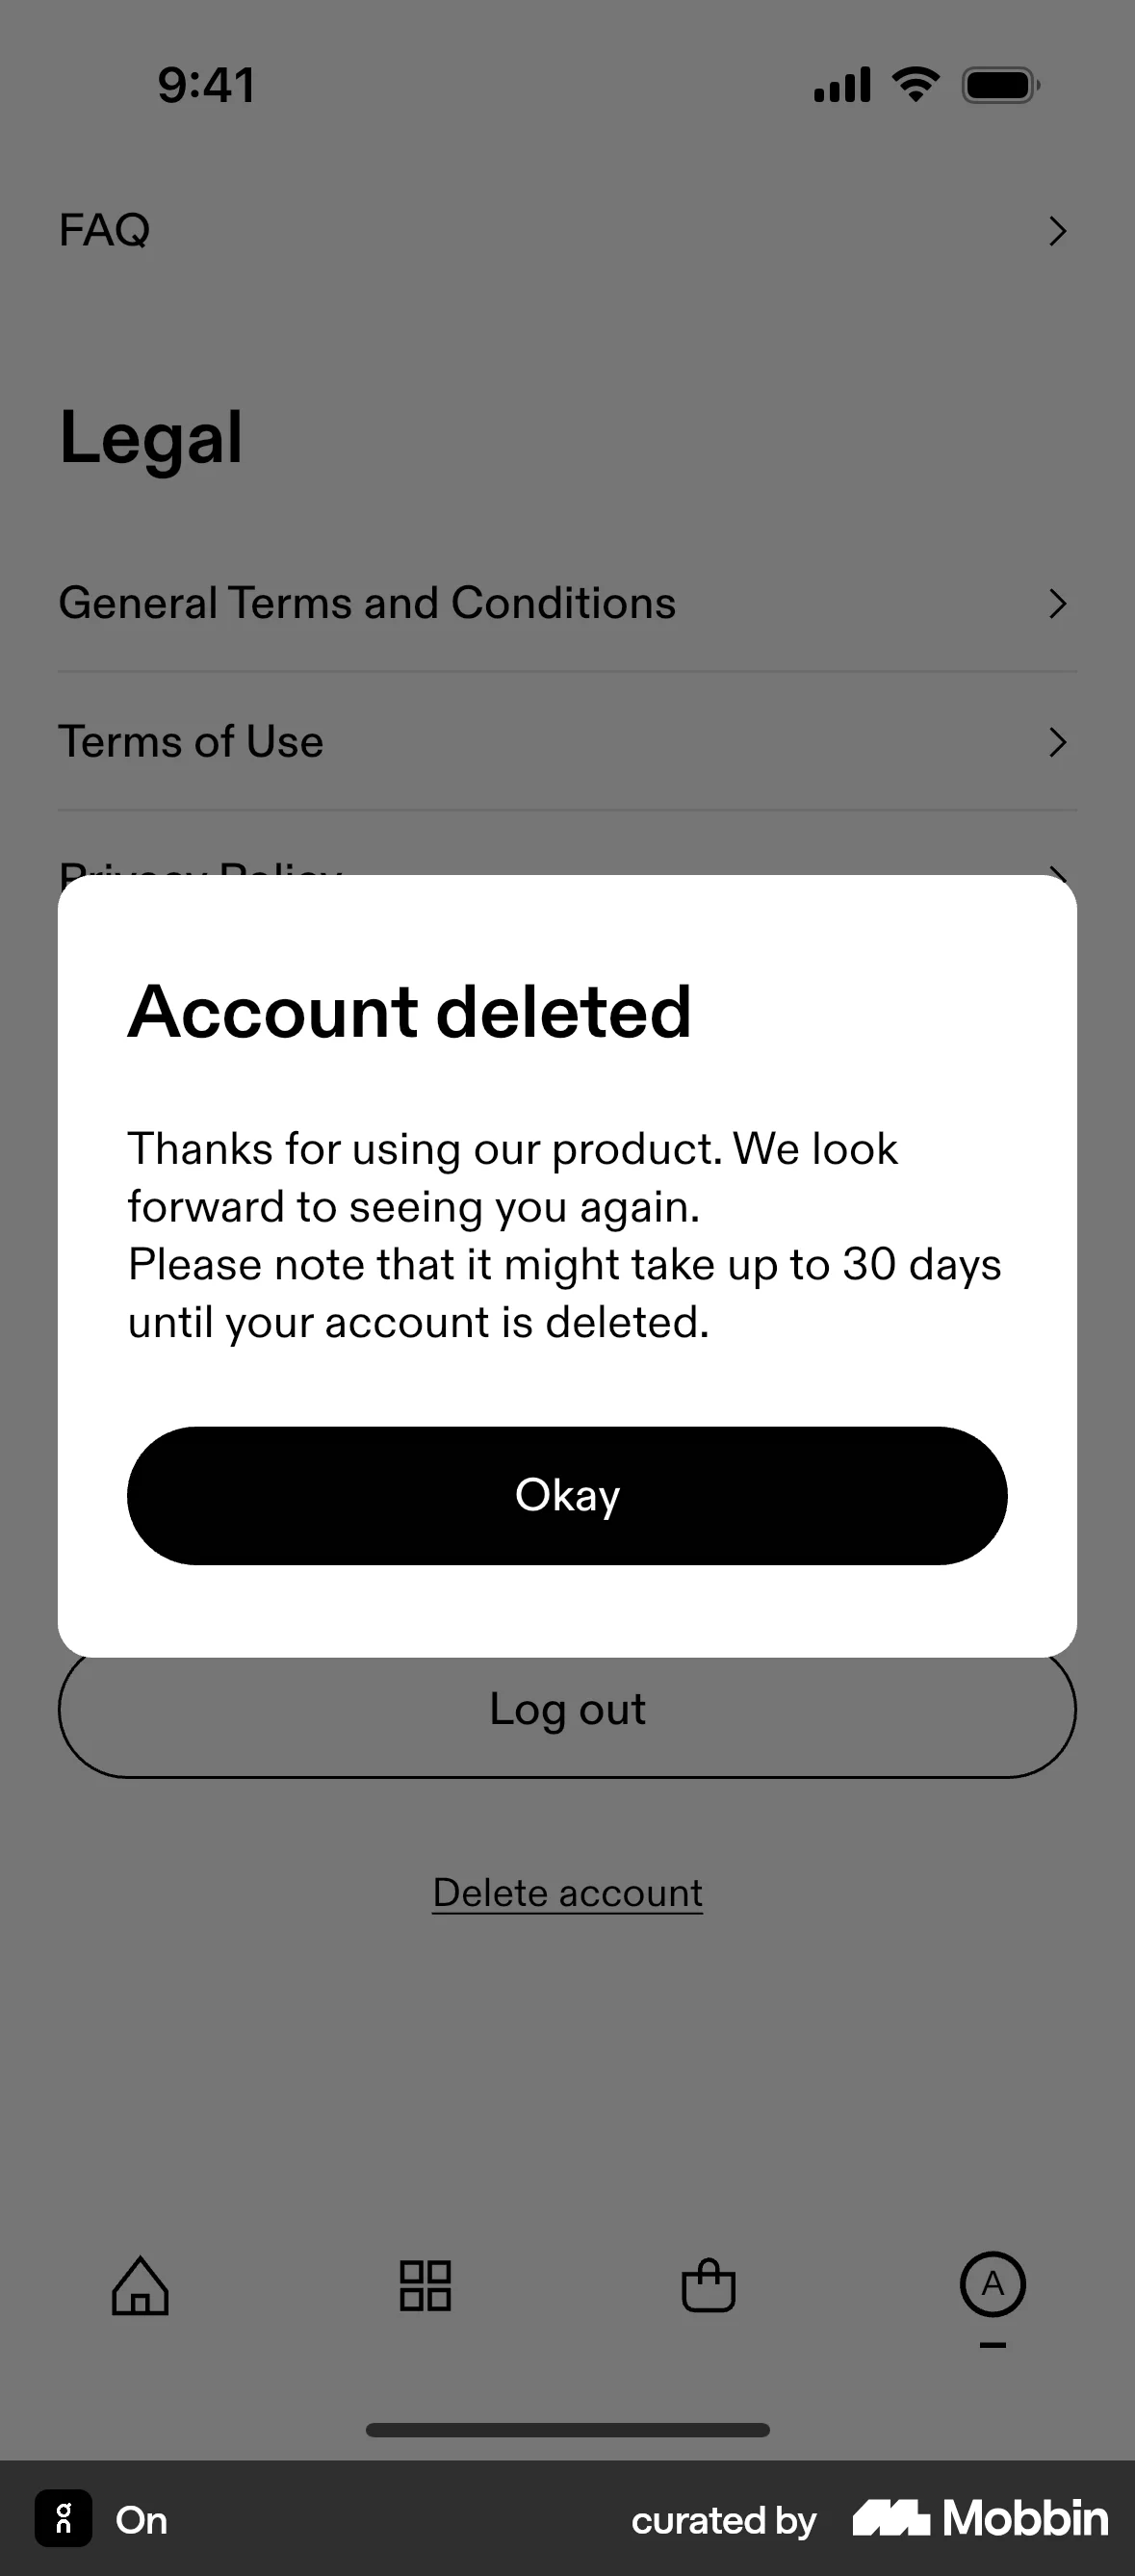 9:41
FAQ
Legal
General Terms and Conditions
Terms of Use
Privacy Policy
Account deleted
Thanks for using our product. We look
forward to seeing you again.
Please note that it might take up to 30 days
until your account is deleted.
Okay
Log out
Delete account
A
On
curated by Mobbin